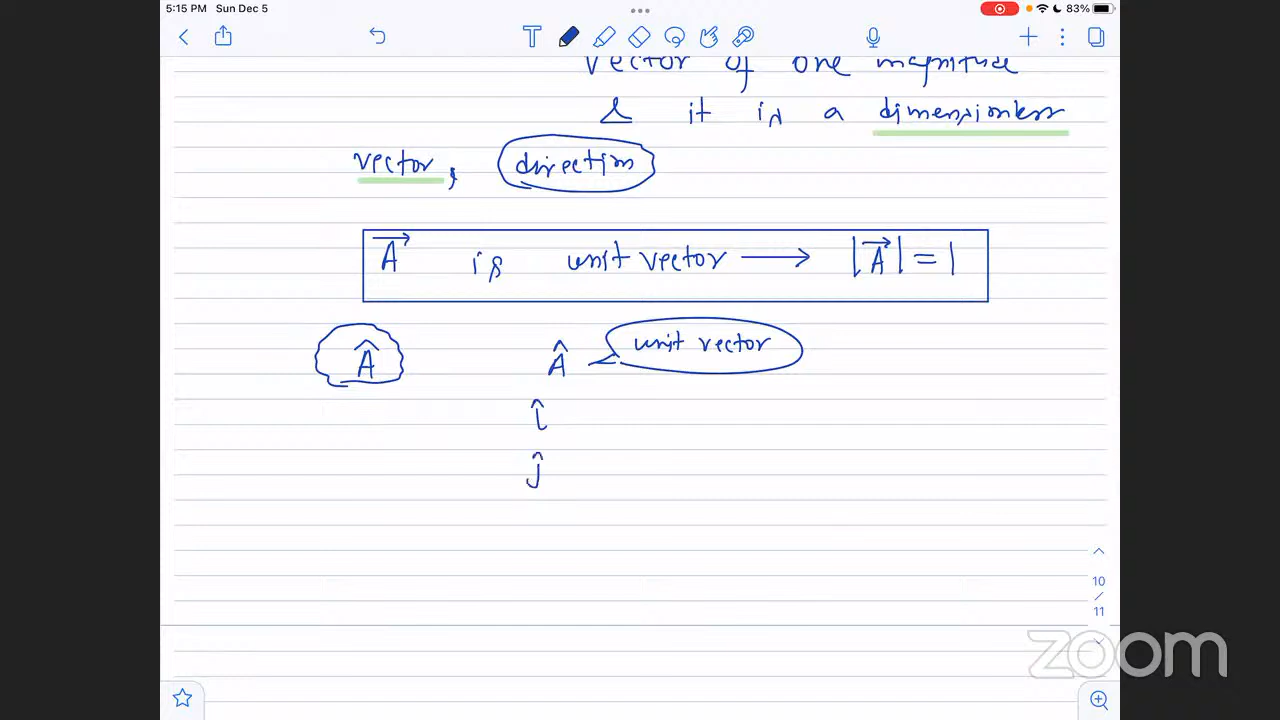 5:15 PM Sun Dec 5
83%
vector of one magnitude
& it is a dimensionless
vector, direction
A⃗ is unit vector ⟶ |A⃗| = 1
Â Â unit vector
î
ĵ
10
/
11
zoom